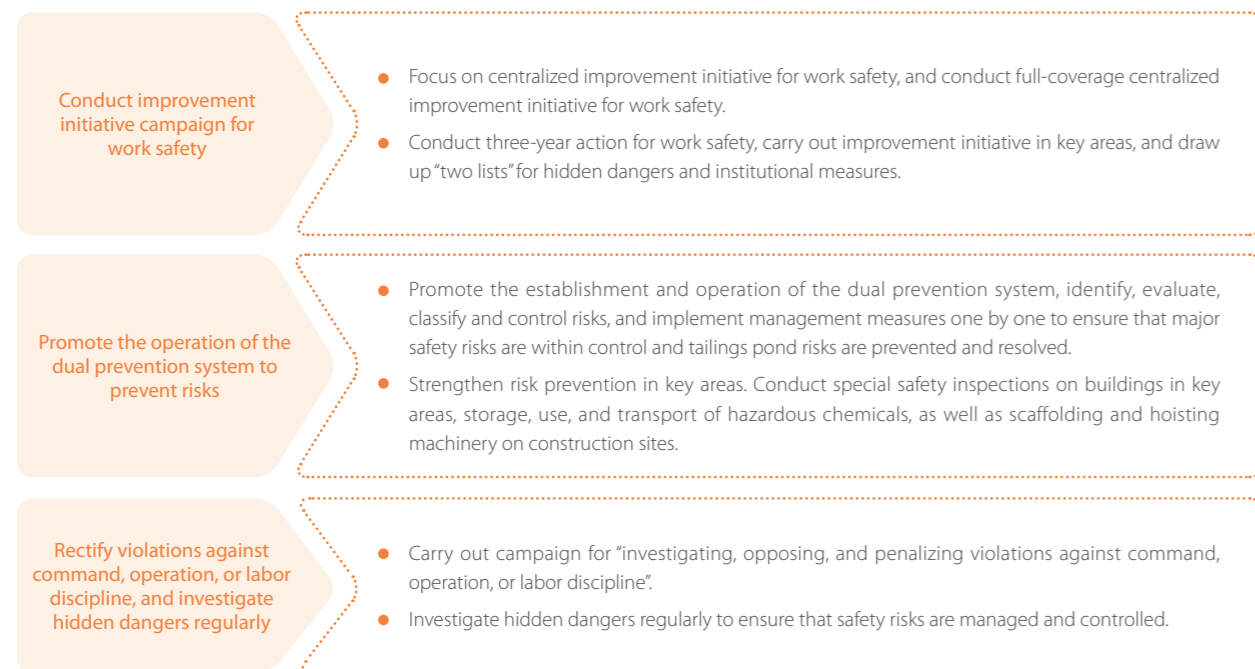 Conduct improvement
initiative campaign for
work safety
● Focus on centralized improvement initiative for work safety, and conduct full-coverage centralized
improvement initiative for work safety.
● Conduct three-year action for work safety, carry out improvement initiative in key areas, and draw
up “two lists” for hidden dangers and institutional measures.
Promote the operation of the
dual prevention system to
prevent risks
● Promote the establishment and operation of the dual prevention system, identify, evaluate,
classify and control risks, and implement management measures one by one to ensure that major
safety risks are within control and tailings pond risks are prevented and resolved.
● Strengthen risk prevention in key areas. Conduct special safety inspections on buildings in key
areas, storage, use, and transport of hazardous chemicals, as well as scaffolding and hoisting
machinery on construction sites.
Rectify violations against
command, operation, or labor
discipline, and investigate
hidden dangers regularly
● Carry out campaign for “investigating, opposing, and penalizing violations against command,
operation, or labor discipline”.
● Investigate hidden dangers regularly to ensure that safety risks are managed and controlled.